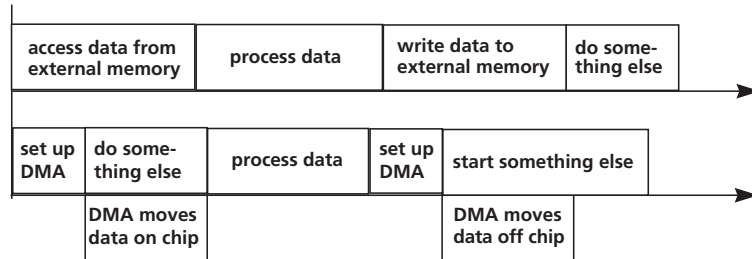 access data from
external memory
process data
write data to
external memory
do some-
thing else
set up
DMA
do some-
thing else
process data
set up
DMA
start something else
DMA moves
data on chip
DMA moves
data off chip